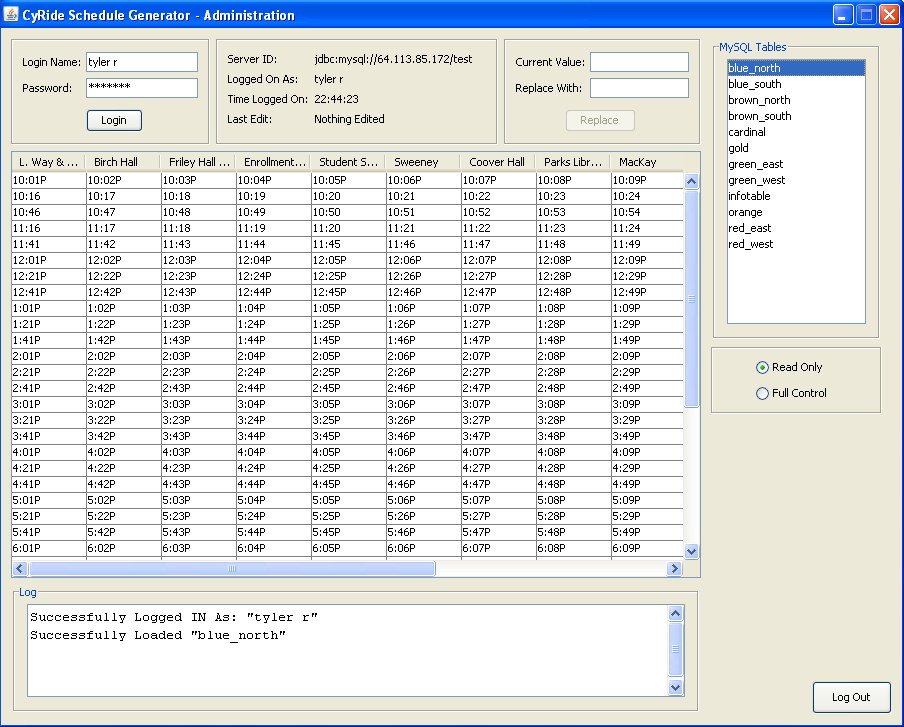 CyRide Schedule Generator - Administration
Login Name: tyler r
Password: *******
Login
Server ID: jdbc:mysql://64.113.85.172/test
Logged On As: tyler r
Time Logged On: 22:44:23
Last Edit: Nothing Edited
Current Value:
Replace With:
Replace
MySQL Tables
blue_north
blue_south
brown_north
brown_south
cardinal
gold
green_east
green_west
infotable
orange
red_east
red_west
Read Only
Full Control
L. Way & ... Birch Hall Friley Hall ... Enrollment... Student S... Sweeney Coover Hall Parks Libr... MacKay
10:01P 10:02P 10:03P 10:04P 10:05P 10:06P 10:07P 10:08P 10:09P
10:16 10:17 10:18 10:19 10:20 10:21 10:22 10:23 10:24
10:46 10:47 10:48 10:49 10:50 10:51 10:52 10:53 10:54
11:16 11:17 11:18 11:19 11:20 11:21 11:22 11:23 11:24
11:41 11:42 11:43 11:44 11:45 11:46 11:47 11:48 11:49
12:01P 12:02P 12:03P 12:04P 12:05P 12:06P 12:07P 12:08P 12:09P
12:21P 12:22P 12:23P 12:24P 12:25P 12:26P 12:27P 12:28P 12:29P
12:41P 12:42P 12:43P 12:44P 12:45P 12:46P 12:47P 12:48P 12:49P
1:01P 1:02P 1:03P 1:04P 1:05P 1:06P 1:07P 1:08P 1:09P
1:21P 1:22P 1:23P 1:24P 1:25P 1:26P 1:27P 1:28P 1:29P
1:41P 1:42P 1:43P 1:44P 1:45P 1:46P 1:47P 1:48P 1:49P
2:01P 2:02P 2:03P 2:04P 2:05P 2:06P 2:07P 2:08P 2:09P
2:21P 2:22P 2:23P 2:24P 2:25P 2:26P 2:27P 2:28P 2:29P
2:41P 2:42P 2:43P 2:44P 2:45P 2:46P 2:47P 2:48P 2:49P
3:01P 3:02P 3:03P 3:04P 3:05P 3:06P 3:07P 3:08P 3:09P
3:21P 3:22P 3:23P 3:24P 3:25P 3:26P 3:27P 3:28P 3:29P
3:41P 3:42P 3:43P 3:44P 3:45P 3:46P 3:47P 3:48P 3:49P
4:01P 4:02P 4:03P 4:04P 4:05P 4:06P 4:07P 4:08P 4:09P
4:21P 4:22P 4:23P 4:24P 4:25P 4:26P 4:27P 4:28P 4:29P
4:41P 4:42P 4:43P 4:44P 4:45P 4:46P 4:47P 4:48P 4:49P
5:01P 5:02P 5:03P 5:04P 5:05P 5:06P 5:07P 5:08P 5:09P
5:21P 5:22P 5:23P 5:24P 5:25P 5:26P 5:27P 5:28P 5:29P
5:41P 5:42P 5:43P 5:44P 5:45P 5:46P 5:47P 5:48P 5:49P
6:01P 6:02P 6:03P 6:04P 6:05P 6:06P 6:07P 6:08P 6:09P
Log
Successfully Logged IN As: "tyler r"
Successfully Loaded "blue_north"
Log Out